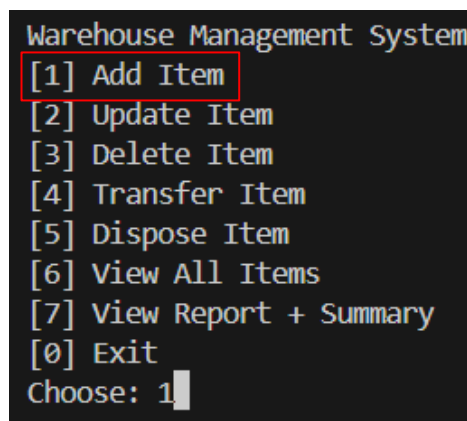 Warehouse Management System
[1] Add Item
[2] Update Item
[3] Delete Item
[4] Transfer Item
[5] Dispose Item
[6] View All Items
[7] View Report + Summary
[0] Exit
Choose: 1